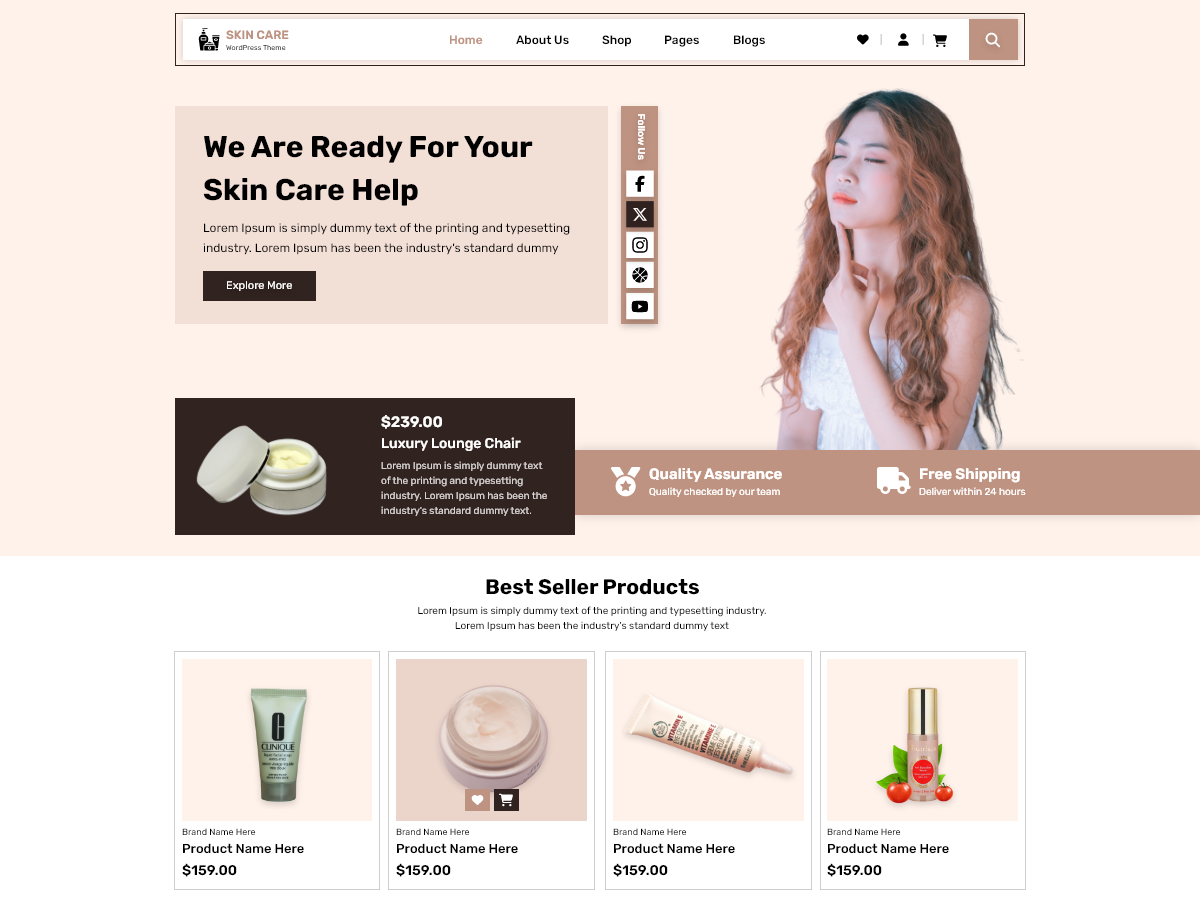 SKIN CARE
WordPress Theme
Home
About Us
Shop
Pages
Blogs
We Are Ready For Your
Skin Care Help
Lorem Ipsum is simply dummy text of the printing and typesetting
industry. Lorem Ipsum has been the industry's standard dummy
Explore More
Follow Us
$239.00
Luxury Lounge Chair
Lorem Ipsum is simply dummy text
of the printing and typesetting
industry. Lorem Ipsum has been the
industry's standard dummy text.
Quality Assurance
Quality checked by our team
Free Shipping
Deliver within 24 hours
Best Seller Products
Lorem Ipsum is simply dummy text of the printing and typesetting industry.
Lorem Ipsum has been the industry's standard dummy text
CLINIQUE
VITAMIN E
EYE CREAM
VITAMINE E
Brand Name Here
Product Name Here
$159.00
Brand Name Here
Product Name Here
$159.00
Brand Name Here
Product Name Here
$159.00
Brand Name Here
Product Name Here
$159.00